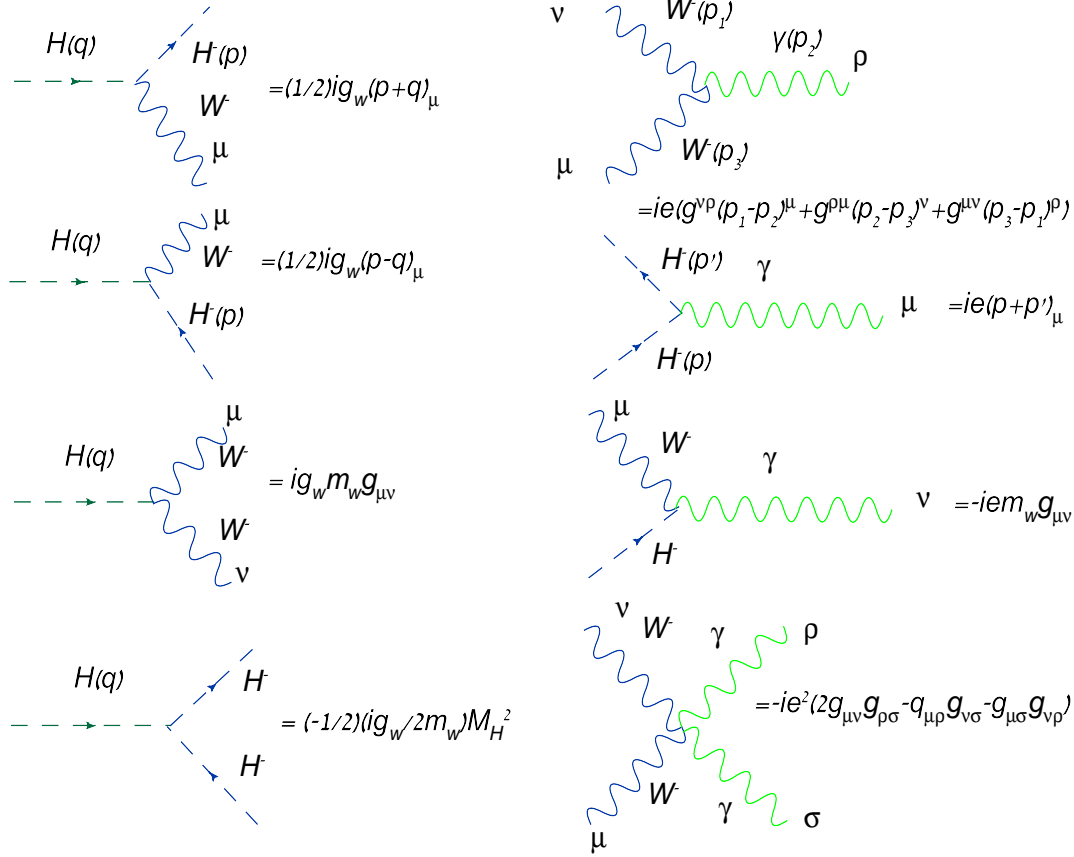 H(q)
H⁻(p)
W⁻
μ
=(1/2)ig_w(p+q)_μ
H(q)
μ
W⁻
H⁻(p)
=(1/2)ig_w(p-q)_μ
H(q)
μ
W⁻
W⁻
ν
= ig_w m_w g_μν
H(q)
H⁻
H⁻
= (-1/2)(ig_w/2m_w)M_H²
ν
W⁻(p₁)
γ(p₂)
ρ
W⁻(p₃)
μ
=ie(g^νρ(p₁-p₂)^μ+g^ρμ(p₂-p₃)^ν+g^μν(p₃-p₁)^ρ)
H⁻(p')
γ
μ
=ie(p+p')_μ
H⁻(p)
μ
W⁻
γ
ν
=-iem_w g_μν
H⁻
ν
W⁻
γ
ρ
=-ie²(2g_μν g_ρσ-q_μρ g_νσ-g_μσ g_νρ)
W⁻
γ
μ
σ